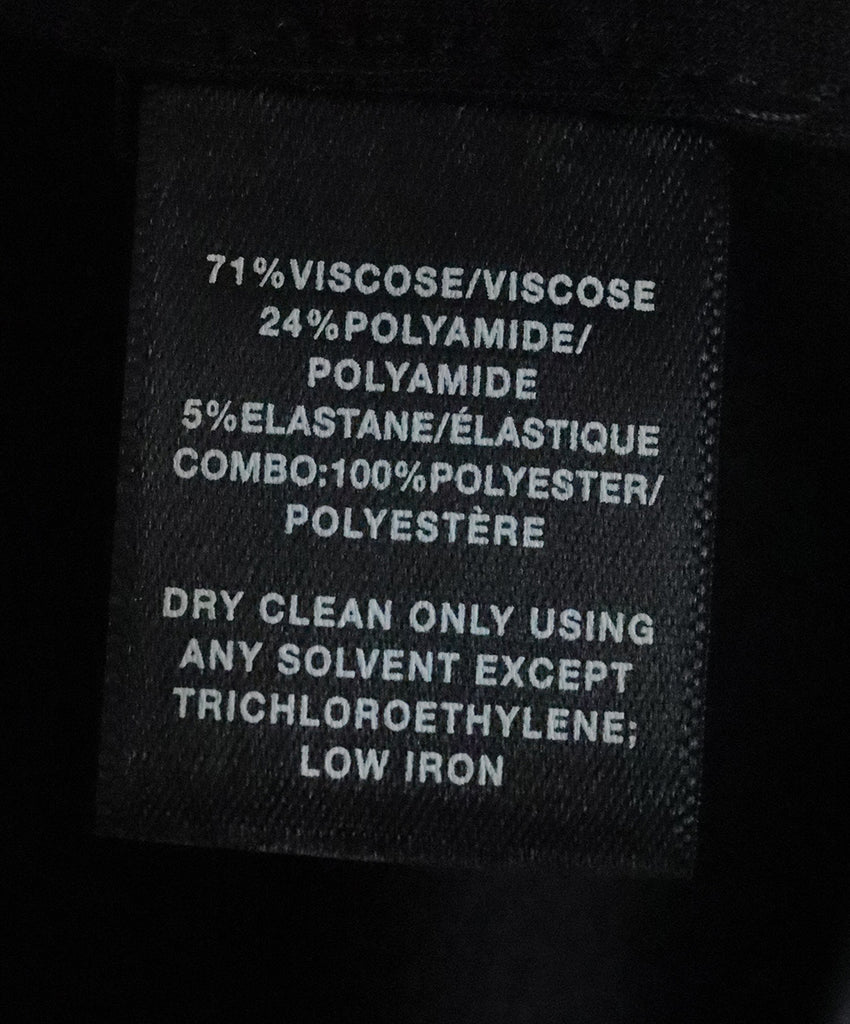 71%VISCOSE/VISCOSE
24%POLYAMIDE/
POLYAMIDE
5%ELASTANE/ÉLASTIQUE
COMBO:100%POLYESTER/
POLYESTÈRE
DRY CLEAN ONLY USING
ANY SOLVENT EXCEPT
TRICHLOROETHYLENE;
LOW IRON